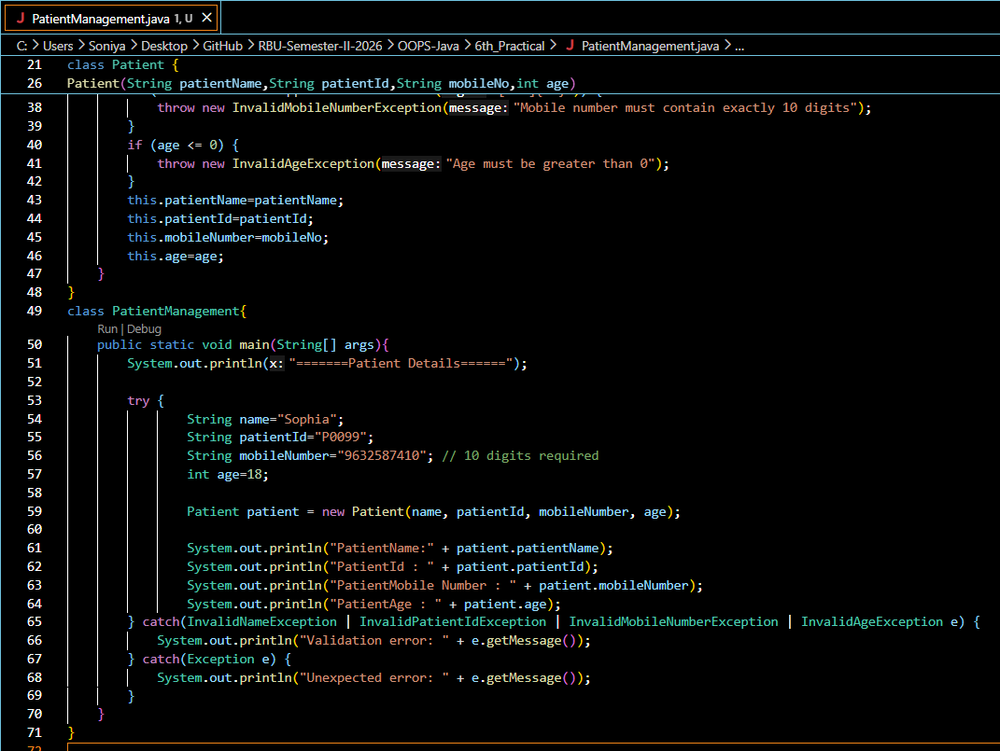 J PatientManagement.java 1, U ✕
C: > Users > Soniya > Desktop > GitHub > RBU-Semester-II-2026 > OOPS-Java > 6th_Practical > J PatientManagement.java > ...
21 class Patient {
26 Patient(String patientName,String patientId,String mobileNo,int age)
38 throw new InvalidMobileNumberException(message: "Mobile number must contain exactly 10 digits");
39 }
40 if (age <= 0) {
41 throw new InvalidAgeException(message: "Age must be greater than 0");
42 }
43 this.patientName=patientName;
44 this.patientId=patientId;
45 this.mobileNumber=mobileNo;
46 this.age=age;
47 }
48 }
49 class PatientManagement{
Run | Debug
50 public static void main(String[] args){
51 System.out.println(x: "=======Patient Details======");
52
53 try {
54 String name="Sophia";
55 String patientId="P0099";
56 String mobileNumber="9632587410"; // 10 digits required
57 int age=18;
58
59 Patient patient = new Patient(name, patientId, mobileNumber, age);
60
61 System.out.println("PatientName:" + patient.patientName);
62 System.out.println("PatientId : " + patient.patientId);
63 System.out.println("PatientMobile Number : " + patient.mobileNumber);
64 System.out.println("PatientAge : " + patient.age);
65 } catch(InvalidNameException | InvalidPatientIdException | InvalidMobileNumberException | InvalidAgeException e) {
66 System.out.println("Validation error: " + e.getMessage());
67 } catch(Exception e) {
68 System.out.println("Unexpected error: " + e.getMessage());
69 }
70 }
71 }
72